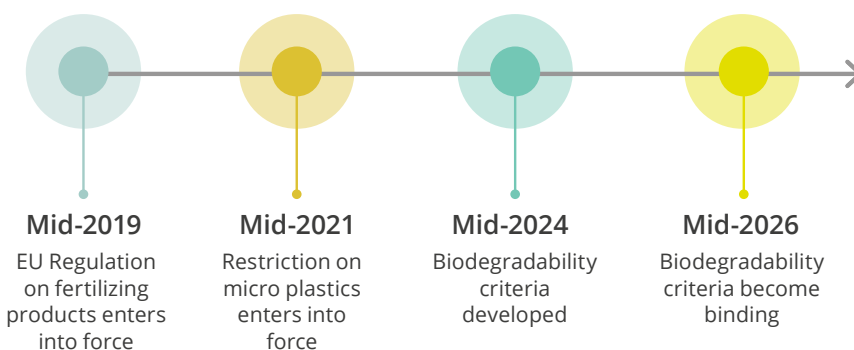 Mid-2019
EU Regulation
on fertilizing
products enters
into force
Mid-2021
Restriction on
micro plastics
enters into
force
Mid-2024
Biodegradability
criteria
developed
Mid-2026
Biodegradability
criteria become
binding